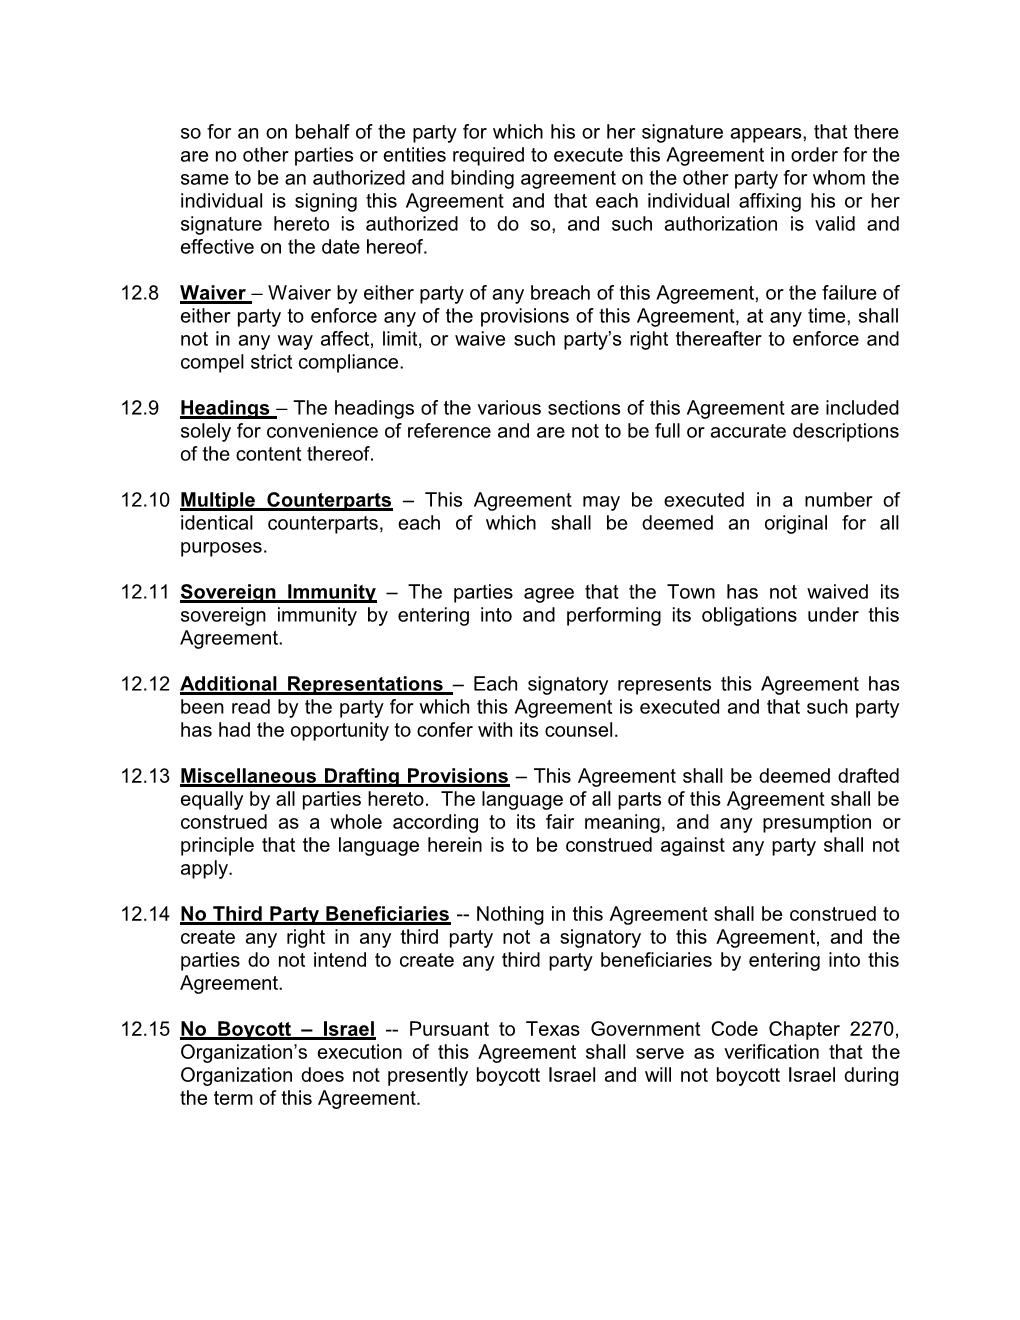 so for an on behalf of the party for which his or her signature appears, that there
are no other parties or entities required to execute this Agreement in order for the
same to be an authorized and binding agreement on the other party for whom the
individual is signing this Agreement and that each individual affixing his or her
signature hereto is authorized to do so, and such authorization is valid and
effective on the date hereof.
12.8 Waiver – Waiver by either party of any breach of this Agreement, or the failure of
either party to enforce any of the provisions of this Agreement, at any time, shall
not in any way affect, limit, or waive such party’s right thereafter to enforce and
compel strict compliance.
12.9 Headings – The headings of the various sections of this Agreement are included
solely for convenience of reference and are not to be full or accurate descriptions
of the content thereof.
12.10 Multiple Counterparts – This Agreement may be executed in a number of
identical counterparts, each of which shall be deemed an original for all
purposes.
12.11 Sovereign Immunity – The parties agree that the Town has not waived its
sovereign immunity by entering into and performing its obligations under this
Agreement.
12.12 Additional Representations – Each signatory represents this Agreement has
been read by the party for which this Agreement is executed and that such party
has had the opportunity to confer with its counsel.
12.13 Miscellaneous Drafting Provisions – This Agreement shall be deemed drafted
equally by all parties hereto. The language of all parts of this Agreement shall be
construed as a whole according to its fair meaning, and any presumption or
principle that the language herein is to be construed against any party shall not
apply.
12.14 No Third Party Beneficiaries -- Nothing in this Agreement shall be construed to
create any right in any third party not a signatory to this Agreement, and the
parties do not intend to create any third party beneficiaries by entering into this
Agreement.
12.15 No Boycott – Israel -- Pursuant to Texas Government Code Chapter 2270,
Organization’s execution of this Agreement shall serve as verification that the
Organization does not presently boycott Israel and will not boycott Israel during
the term of this Agreement.